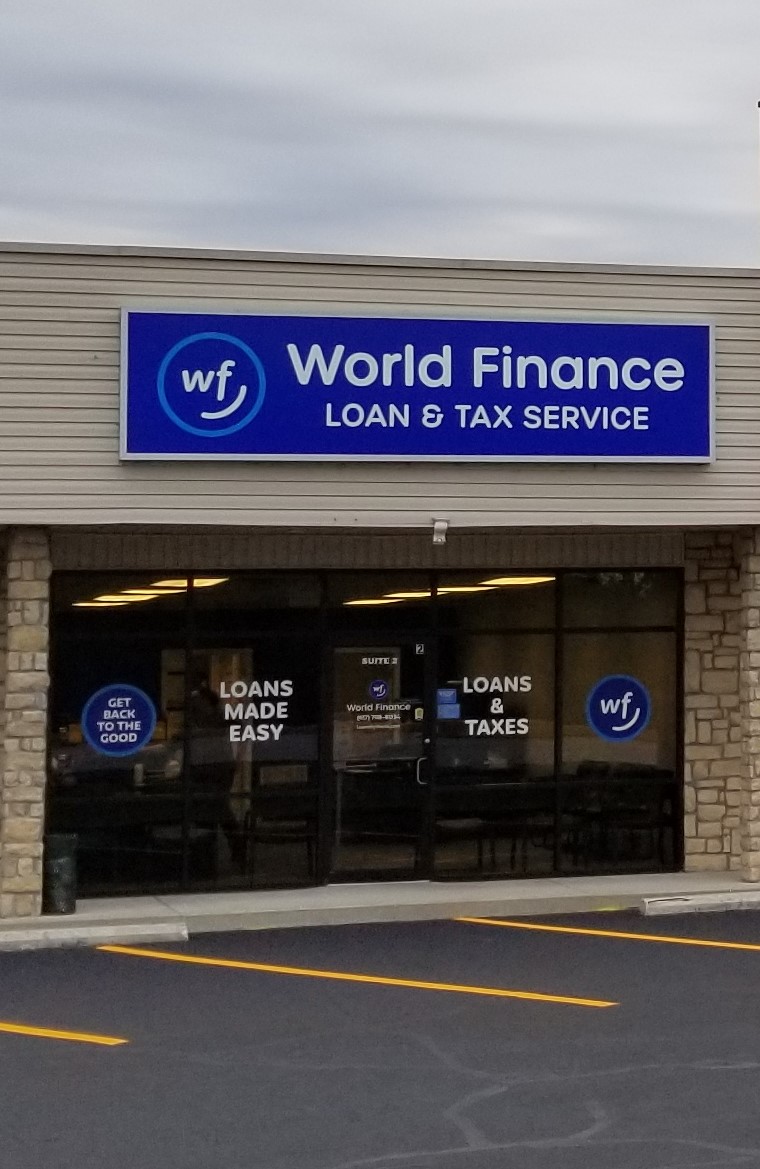 wf
World Finance
LOAN & TAX SERVICE
GET
BACK
TO THE
GOOD
LOANS
MADE
EASY
2
SUITE 2
wf
World Finance
LOANS
&
TAXES
wf